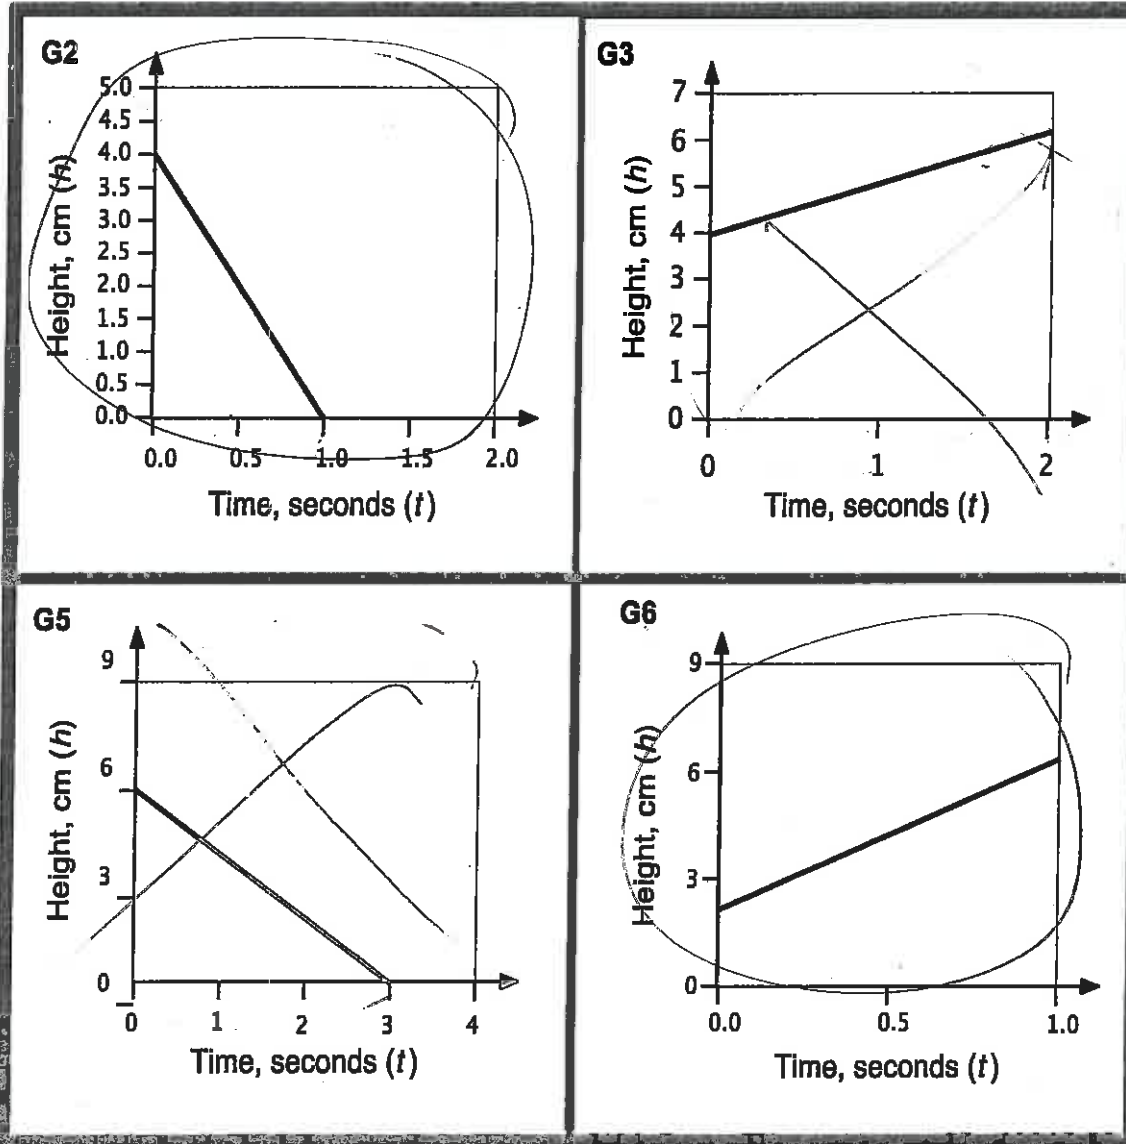 G2
Height, cm (h)
5.0
4.5
4.0
3.5
3.0
2.5
2.0
1.5
1.0
0.5
0.0
0.0 0.5 1.0 1.5 2.0
Time, seconds (t)
G3
Height, cm (h)
7
6
5
4
3
2
1
0
0 1 2
Time, seconds (t)
G5
Height, cm (h)
9
6
3
0
0 1 2 3 4
Time, seconds (t)
G6
Height, cm (h)
9
6
3
0
0.0 0.5 1.0
Time, seconds (t)